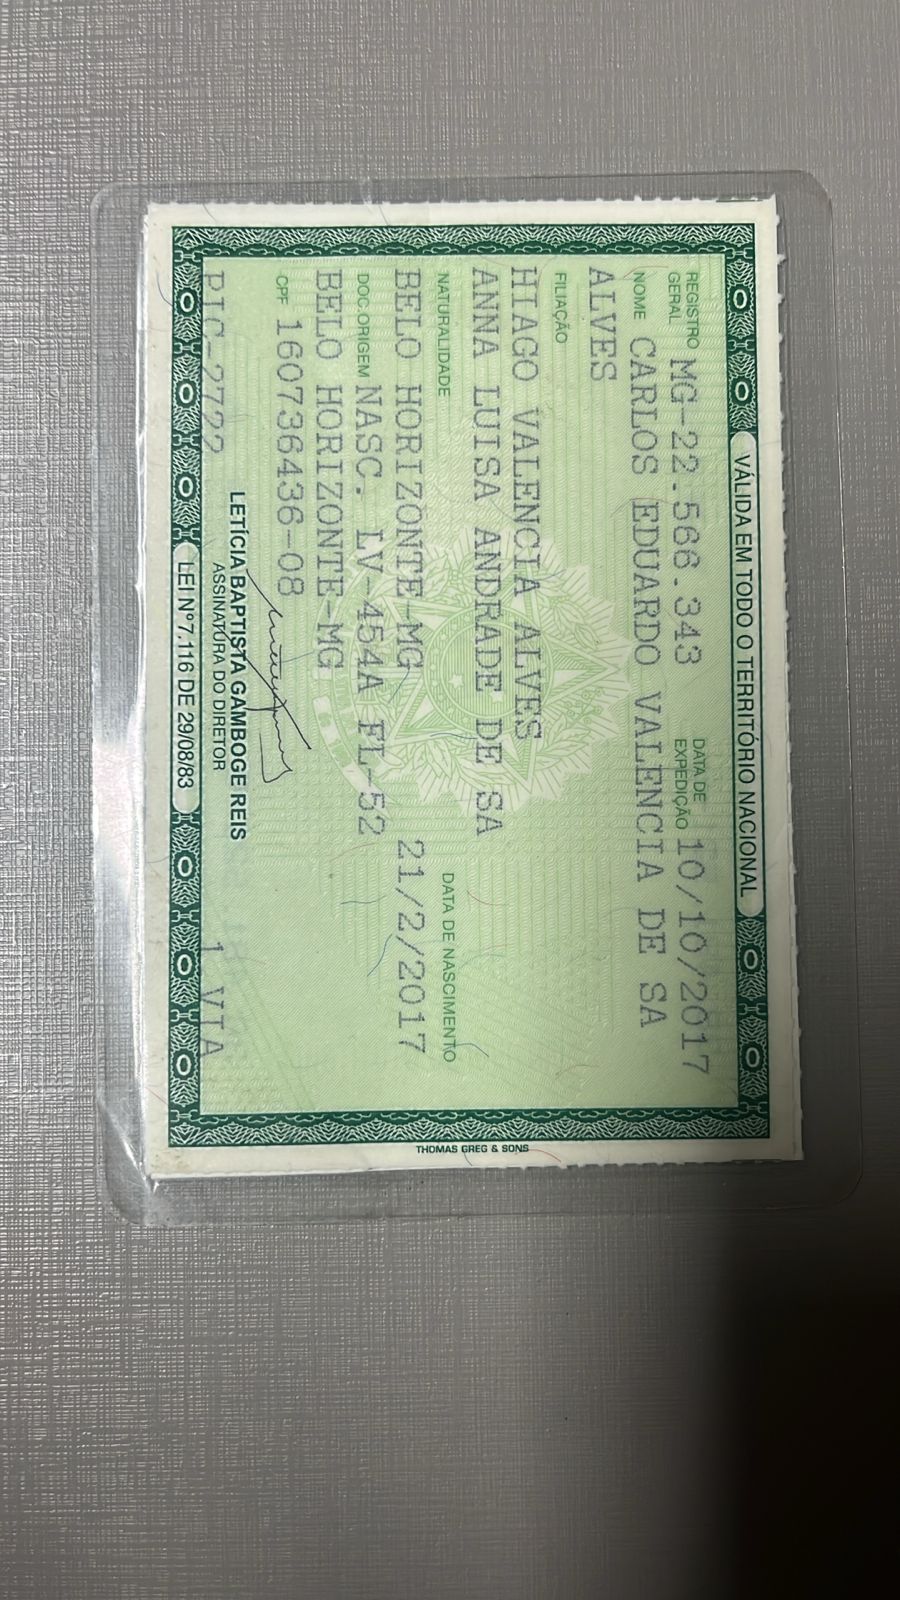 VÁLIDA EM TODO O TERRITÓRIO NACIONAL
REGISTRO GERAL MG-22.566.343 DATA DE EXPEDIÇÃO 10/10/2017
NOME CARLOS EDUARDO VALENCIA DE SA
ALVES
FILIAÇÃO
HIAGO VALENCIA ALVES
ANNA LUISA ANDRADE DE SA
NATURALIDADE DATA DE NASCIMENTO
BELO HORIZONTE-MG 21/2/2017
DOC.ORIGEM NASC. LV-454A FL-52
BELO HORIZONTE-MG
CPF 160736436-08
LETÍCIA BAPTISTA GAMBOGE REIS
ASSINATURA DO DIRETOR
PIC-2722 1 VIA
LEI Nº7.116 DE 29/08/83
THOMAS GREG & SONS